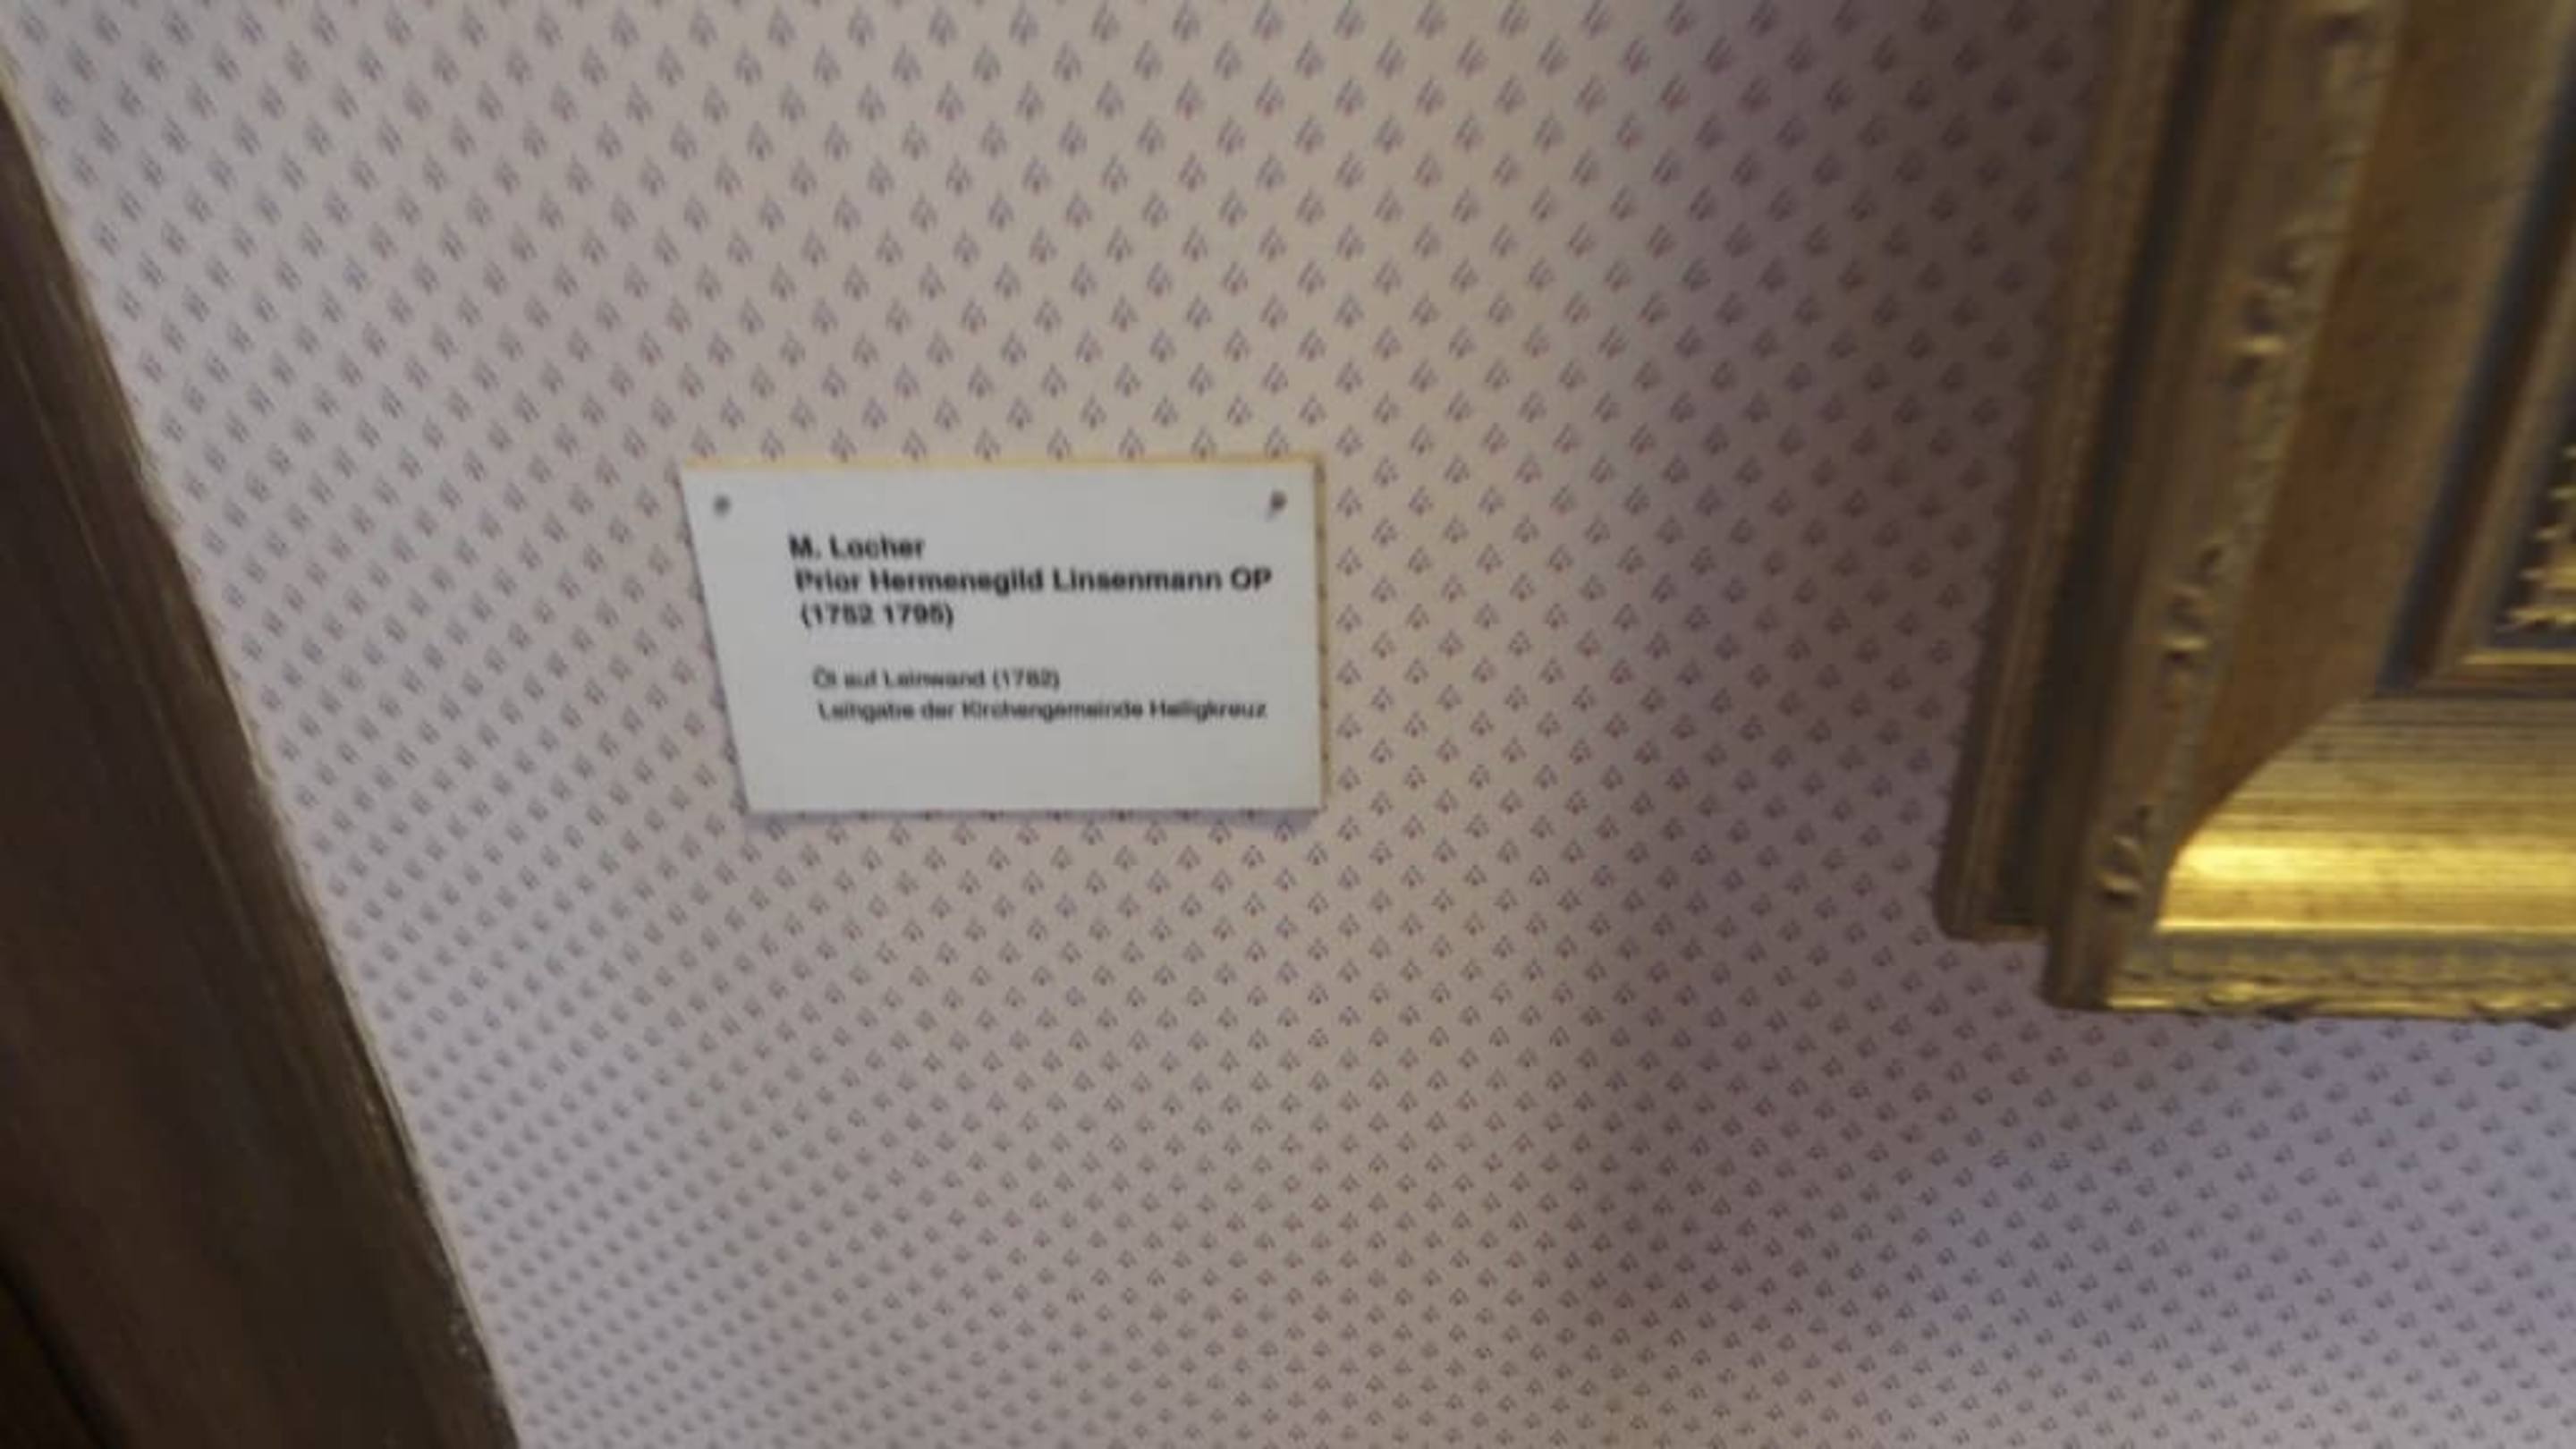 M. Locher
Prior Hermenegild Linsenmann OP
(1752 1795)
Öl auf Leinwand (1782)
Leihgabe der Kirchengemeinde Heiligkreuz